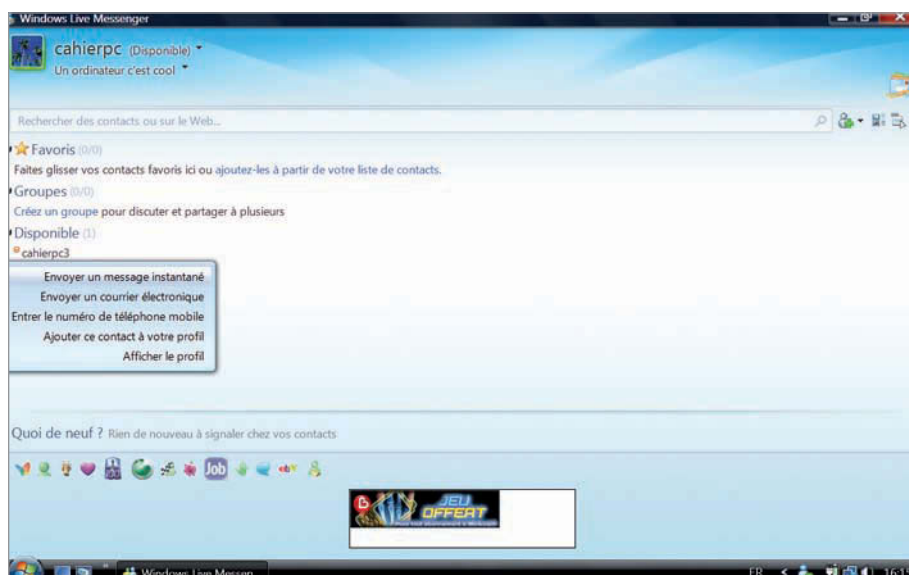 Windows Live Messenger
cahierpc (Disponible)
Un ordinateur c'est cool
Rechercher des contacts ou sur le Web...
Favoris (0/0)
Faites glisser vos contacts favoris ici ou ajoutez-les à partir de votre liste de contacts.
Groupes (0/0)
Créez un groupe pour discuter et partager à plusieurs
Disponible (1)
cahierpc3
Envoyer un message instantané
Envoyer un courrier électronique
Entrer le numéro de téléphone mobile
Ajouter ce contact à votre profil
Afficher le profil
Quoi de neuf ? Rien de nouveau à signaler chez vos contacts
Job ebY
JEU
OFFERT
Windows Live Messen...
FR < 16:15